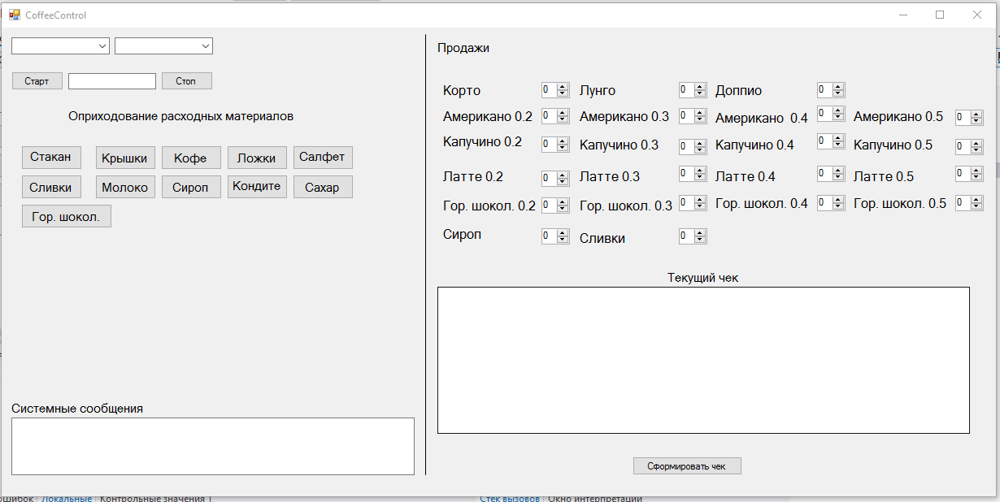 CoffeeControl
Старт
Стоп
Оприходование расходных материалов
Стакан Крышки Кофе Ложки Салфет
Сливки Молоко Сироп Кондите Сахар
Гор. шокол.
Системные сообщения
Продажи
Корто 0 Лунго 0 Доппио 0
Американо 0.2 0 Американо 0.3 0 Американо 0.4 0 Американо 0.5 0
Капучино 0.2 0 Капучино 0.3 0 Капучино 0.4 0 Капучино 0.5 0
Латте 0.2 0 Латте 0.3 0 Латте 0.4 0 Латте 0.5 0
Гор. шокол. 0.2 0 Гор. шокол. 0.3 0 Гор. шокол. 0.4 0 Гор. шокол. 0.5 0
Сироп 0 Сливки 0
Текущий чек
Сформировать чек
ошибок Локальные Контрольные значения 1
Стек вызовов Окно интерпретации